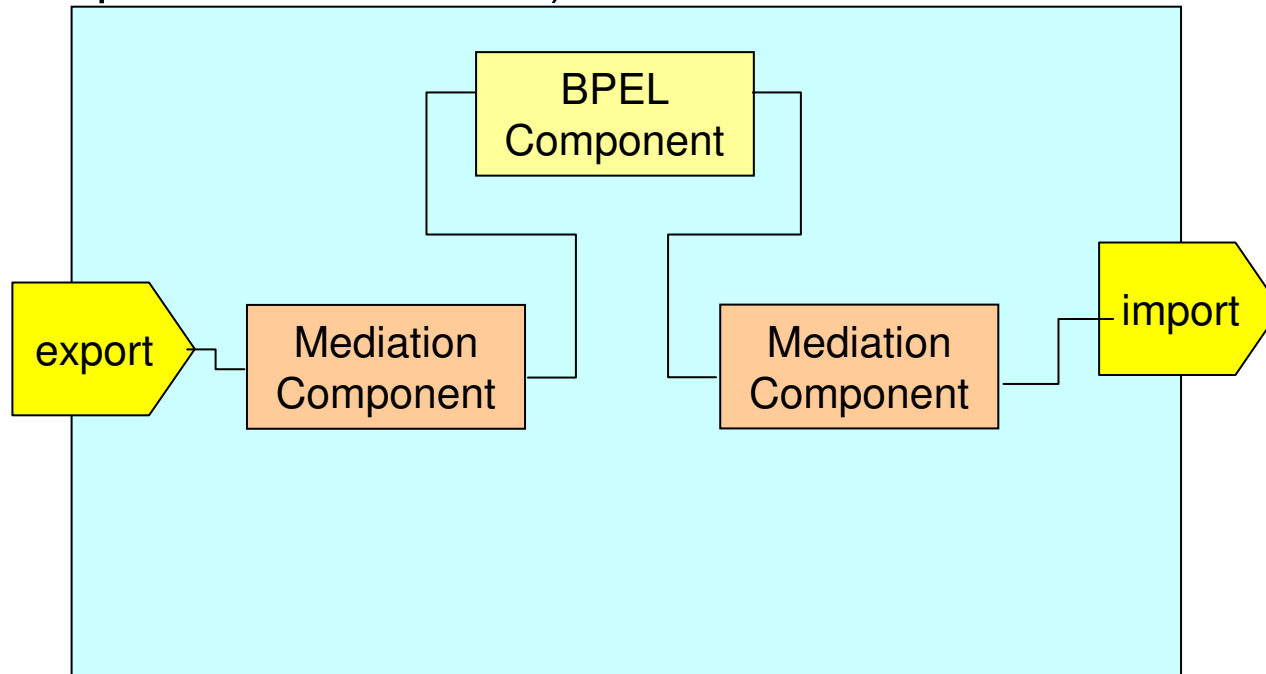 BPEL
Component
export
Mediation
Component
Mediation
Component
import